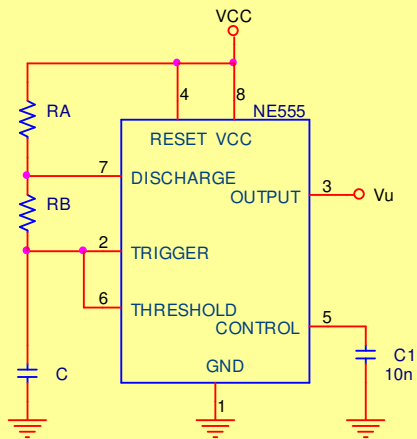 VCC
4
8
NE555
RA
RESET VCC
7
DISCHARGE
OUTPUT
3
Vu
RB
2
TRIGGER
6
THRESHOLD
CONTROL
5
C
GND
C1
10n
1